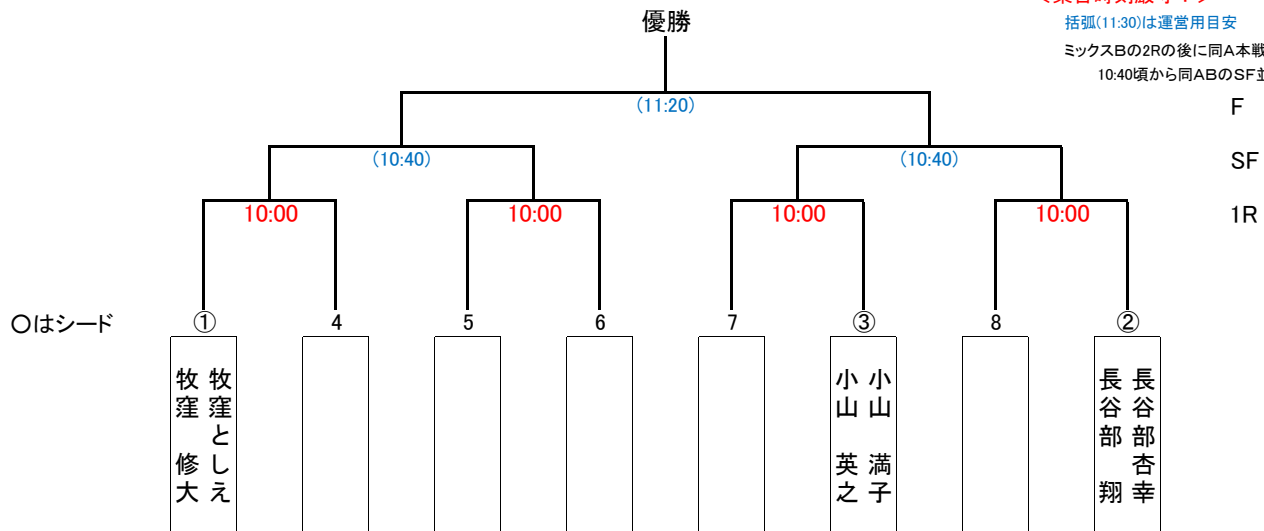 優勝
括弧(11:30)は運営用目安
ミックスBの2Rの後に同A本戦
10:40頃から同ABのSF
(11:20)
F
(10:40)
(10:40)
SF
10:00
10:00
10:00
10:00
1R
○はシード
①
4
5
6
7
③
8
②
牧窪としえ
牧窪 修大
小山 満子
小山 英之
長谷部杏幸
長谷部 翔